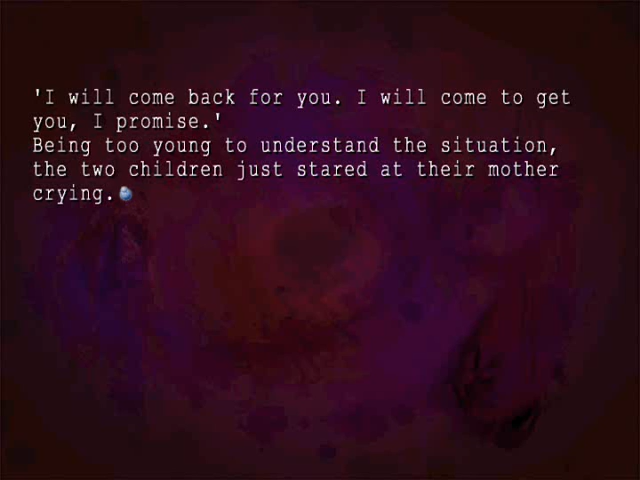 'I will come back for you. I will come to get
you, I promise.'
Being too young to understand the situation,
the two children just stared at their mother
crying.